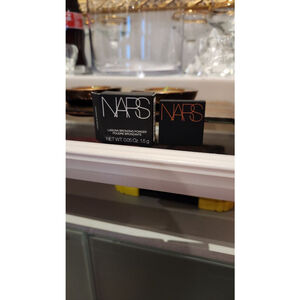 NARS
LAGUNA BRONZING POWDER
POUDRE BRONZANTE
NET WT. 0.05 Oz. 1.5 g
NARS